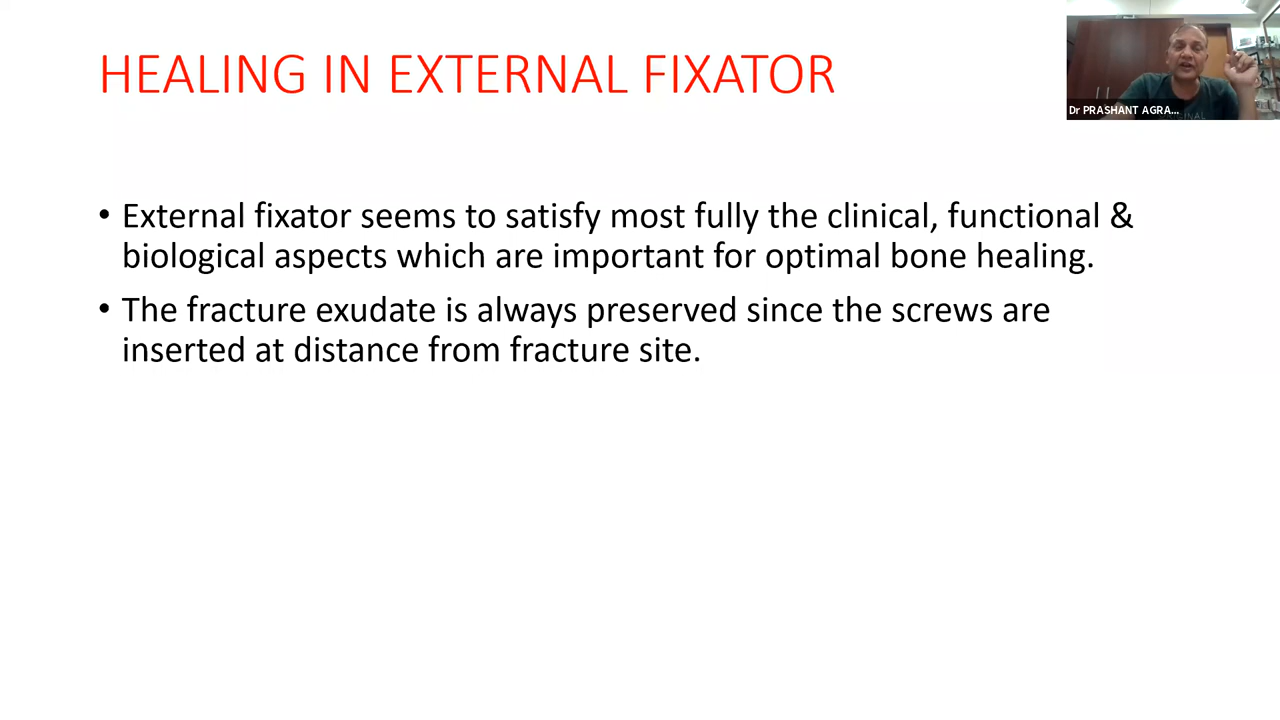 HEALING IN EXTERNAL FIXATOR
Dr PRASHANT AGRA...
• External fixator seems to satisfy most fully the clinical, functional &
biological aspects which are important for optimal bone healing.
• The fracture exudate is always preserved since the screws are
inserted at distance from fracture site.